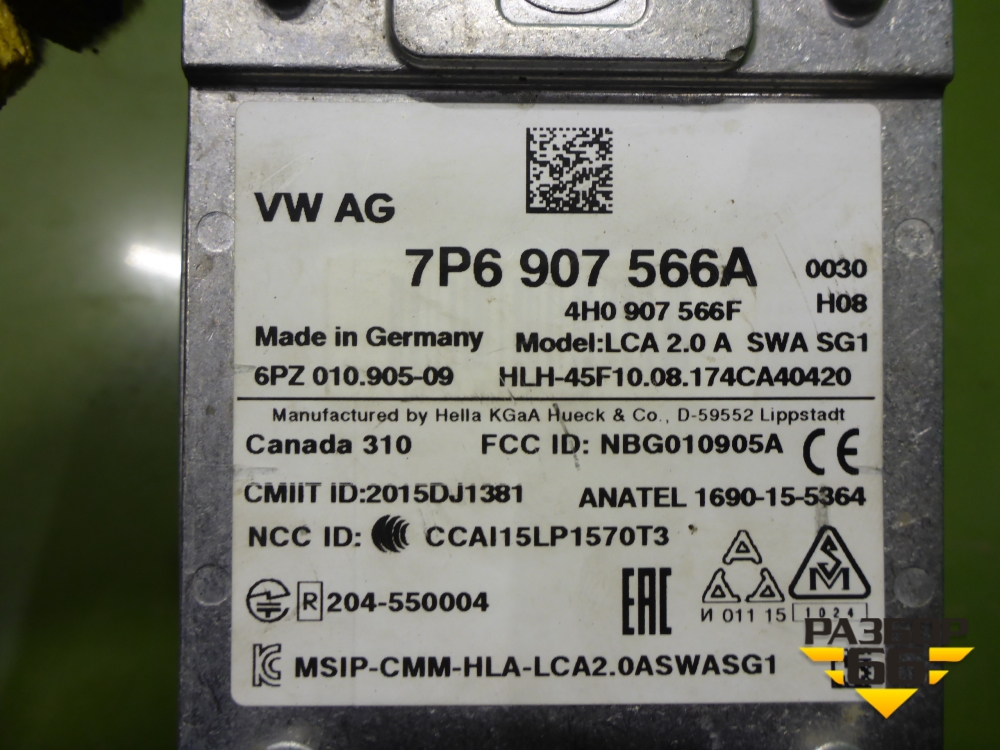 VW AG
7P6 907 566A 0030
4H0 907 566F H08
Made in Germany Model:LCA 2.0 A SWA SG1
6PZ 010.905-09 HLH-45F10.08.174CA40420
Manufactured by Hella KGaA Hueck & Co., D-59552 Lippstadt
Canada 310 FCC ID: NBG010905A CE
CMIIT ID:2015DJ1381 ANATEL 1690-15-5364
NCC ID: CCAI15LP1570T3
R 204-550004 EAC И 011 15 SM 1024
KC MSIP-CMM-HLA-LCA2.0ASWASG1
РАЗБОР
66